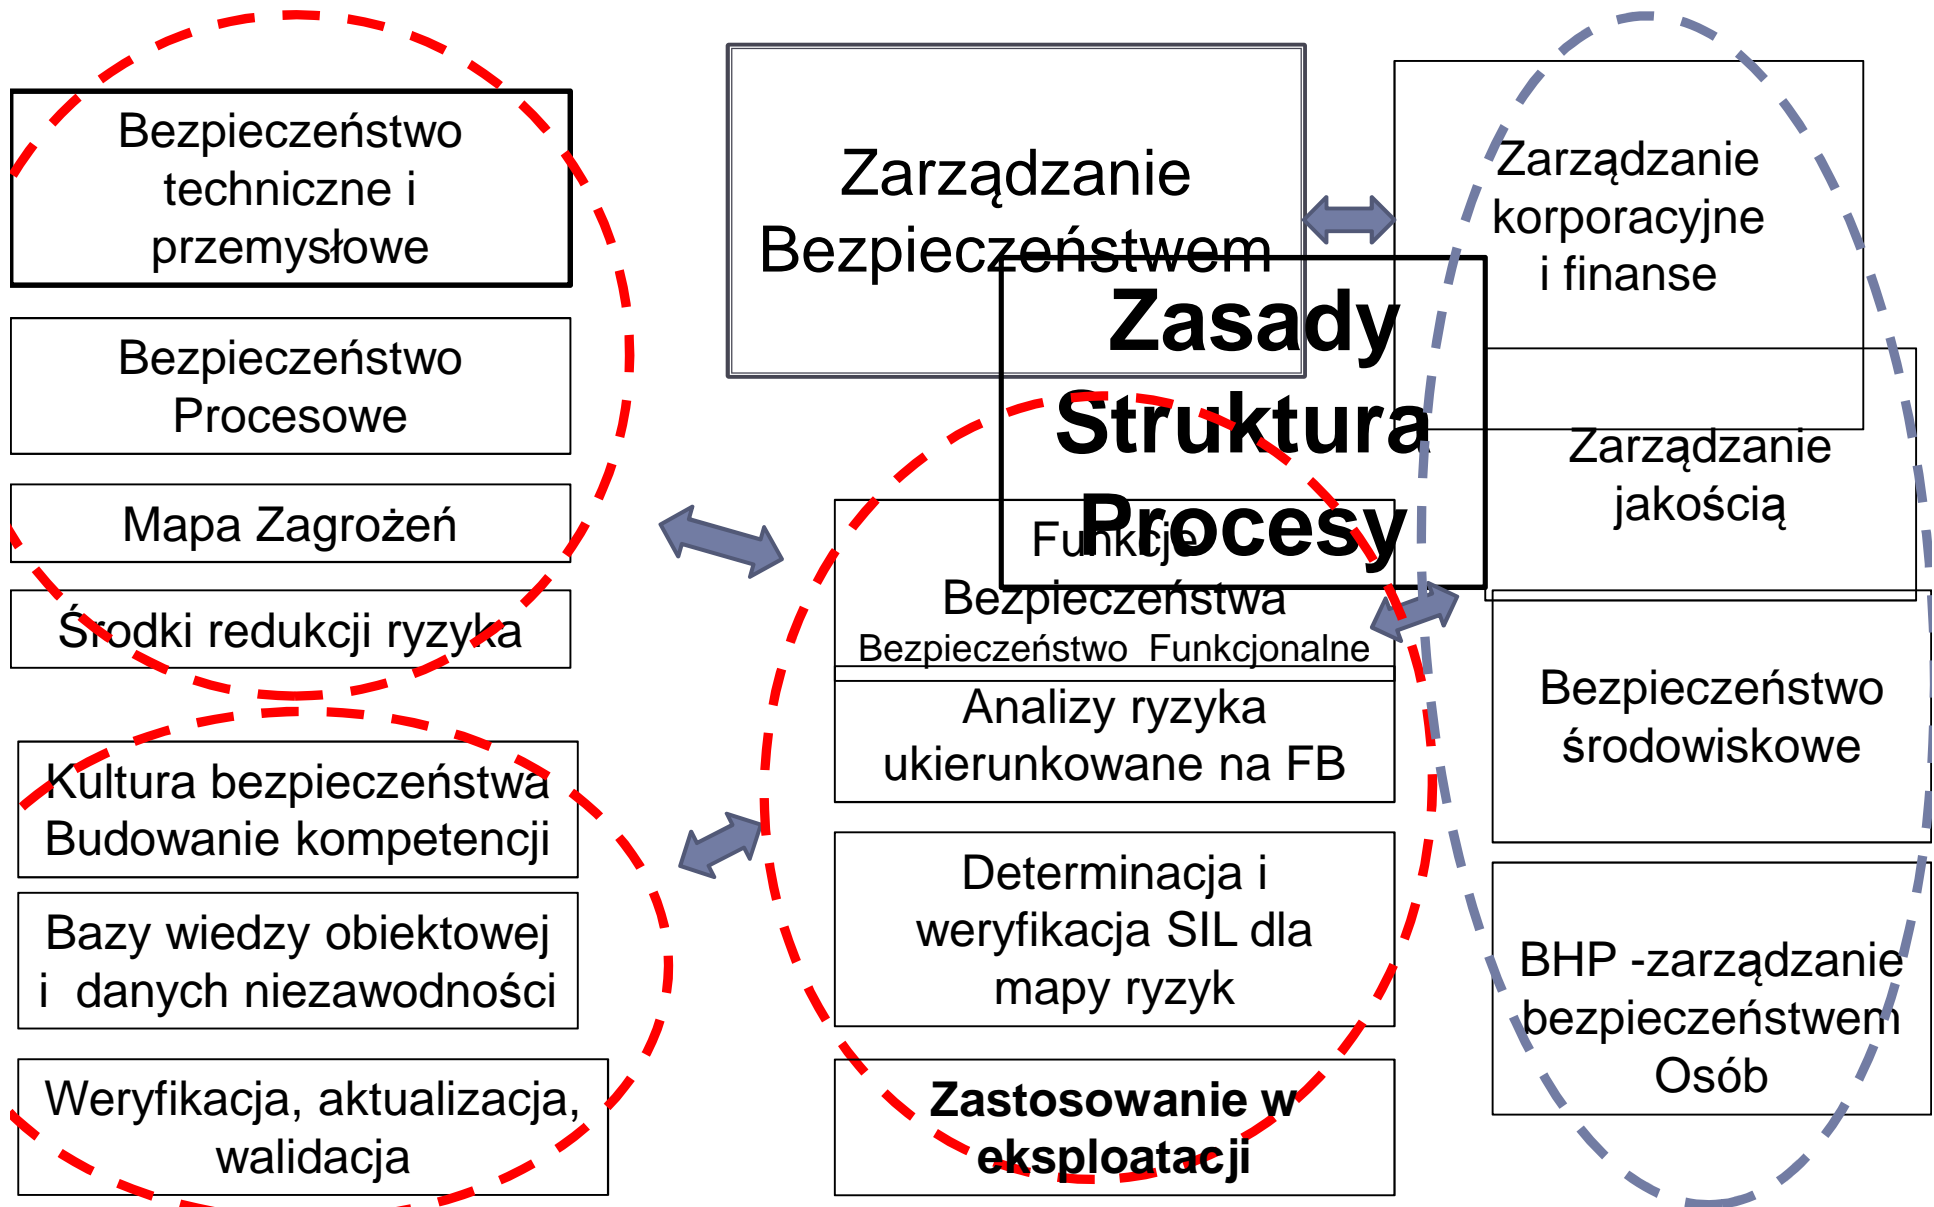 Bezpieczeństwo
techniczne i
przemysłowe
Bezpieczeństwo
Procesowe
Mapa Zagrożeń
Środki redukcji ryzyka
Kultura bezpieczeństwa
Budowanie kompetencji
Bazy wiedzy obiektowej
i danych niezawodności
Weryfikacja, aktualizacja,
walidacja
Zarządzanie
Bezpieczeństwem
Zasady
Struktura
Procesy
Funkcje
Bezpieczeństwa
Bezpieczeństwo Funkcjonalne
Analizy ryzyka
ukierunkowane na FB
Determinacja i
weryfikacja SIL dla
mapy ryzyk
Zastosowanie w
eksploatacji
Zarządzanie
korporacyjne
i finanse
Zarządzanie
jakością
Bezpieczeństwo
środowiskowe
BHP -zarządzanie
bezpieczeństwem
Osób